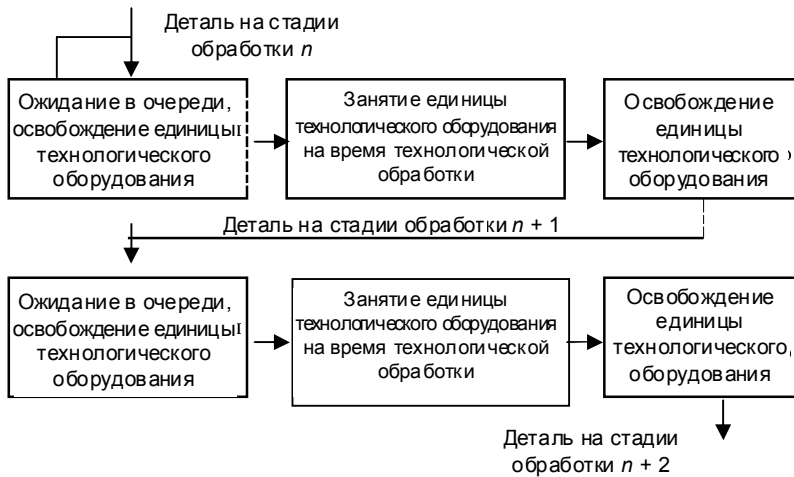 Деталь на стадии
обработки n
Ожидание в очереди,
освобождение единицы
технологического
оборудования
Занятие единицы
технологического оборудования
на время технологической
обработки
Освобождение
единицы
технологического
оборудования
Деталь на стадии обработки n + 1
Ожидание в очереди,
освобождение единицы
технологического
оборудования
Занятие единицы
технологического оборудования
на время технологической
обработки
Освобождение
единицы
технологического
оборудования
Деталь на стадии
обработки n + 2